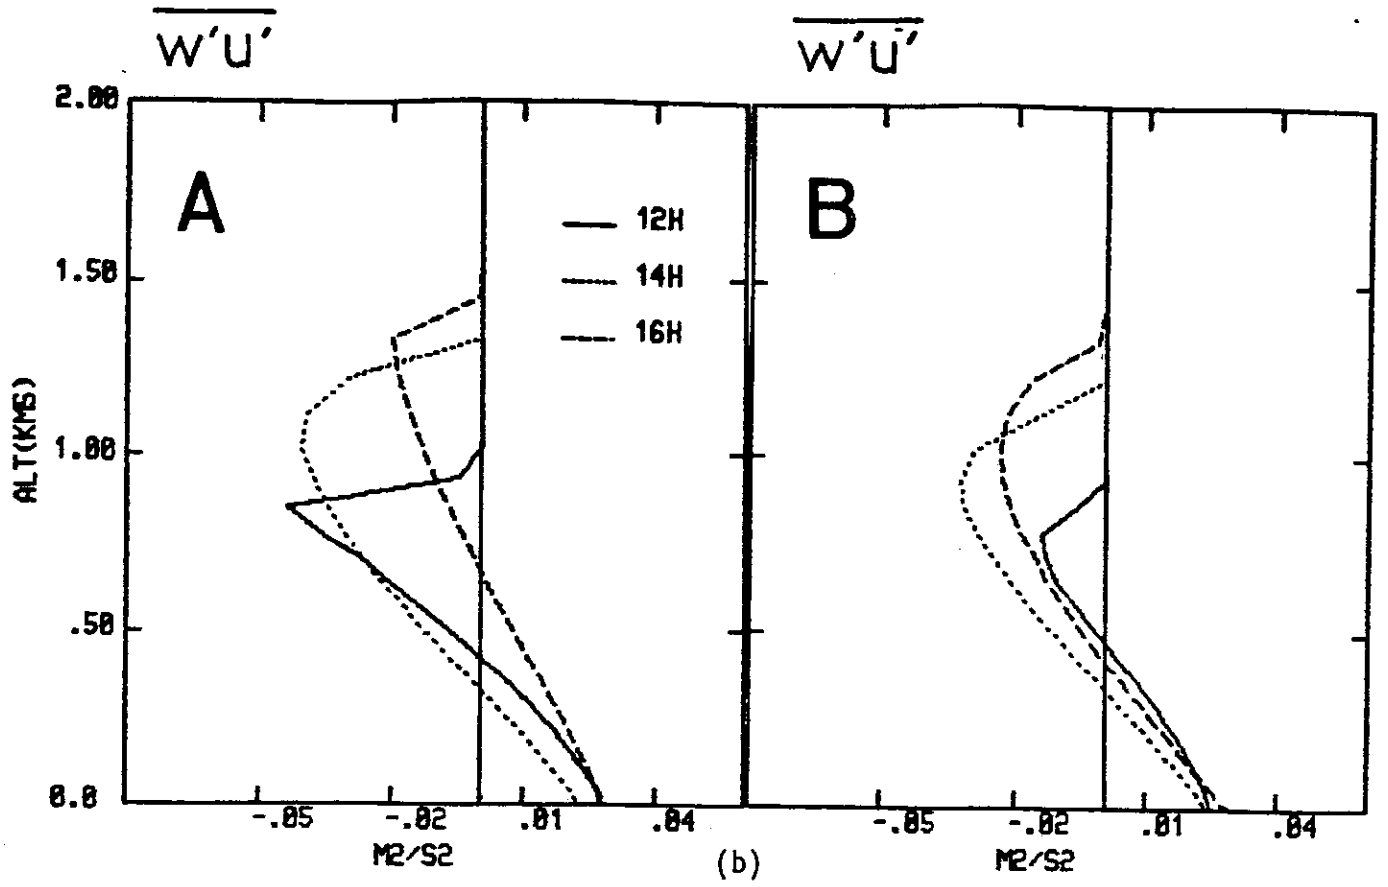 w'u'
w'u'
2.00
A
B
12H
14H
16H
1.50
1.00
.50
0.0
ALT(KMS)
-.05 -.02 .01 .04
-.05 -.02 .01 .04
M2/S2
(b)
M2/S2